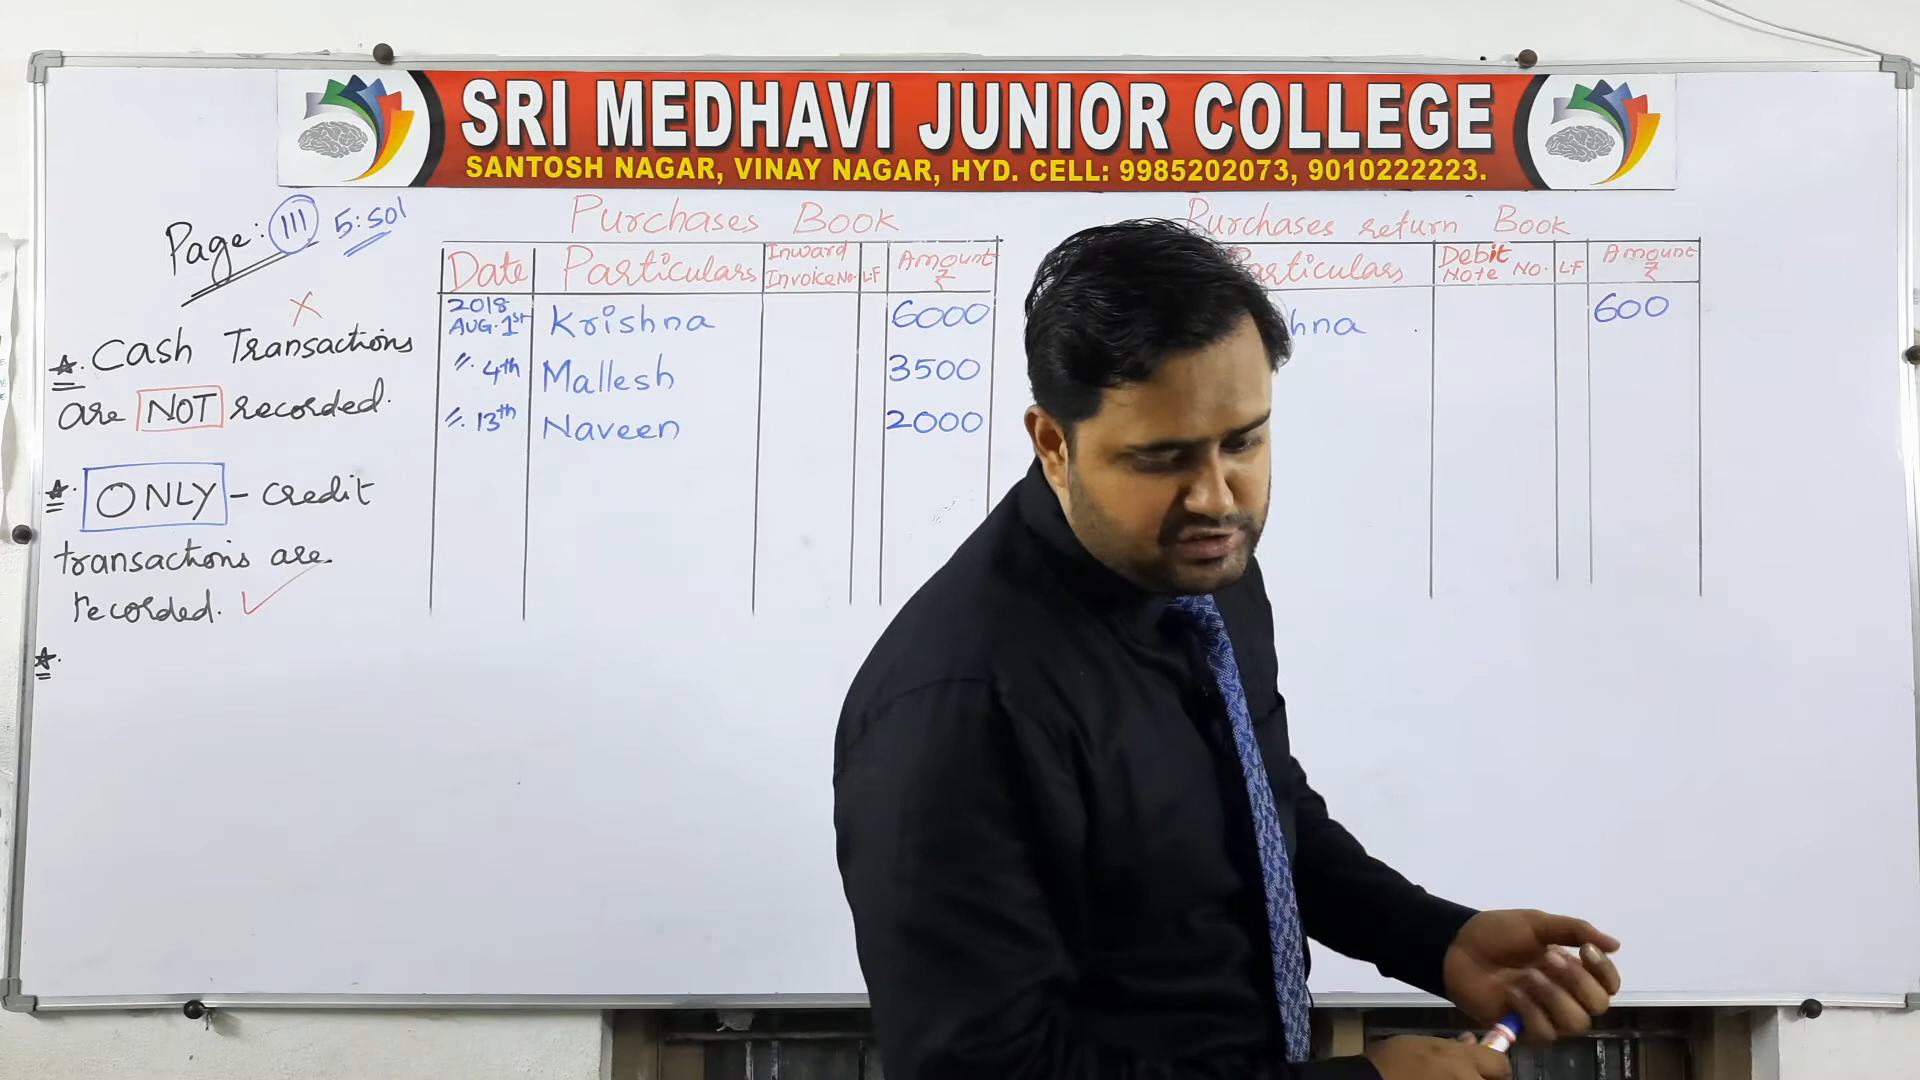 SRI MEDHAVI JUNIOR COLLEGE
SANTOSH NAGAR, VINAY NAGAR, HYD. CELL: 9985202073, 9010222223.
Page: 111 5:sol
X
☆. Cash Transactions
are NOT recorded.
☆. ONLY - credit
transactions are
recorded. ✓
☆.
Purchases Book
Date Particulars Inward Invoice No. L.F Amount ₹
2018 AUG. 1st Krishna 6000
〃. 4th Mallesh 3500
〃. 13th Naveen 2000
Purchases return Book
Particulars Debit Note No. L.F Amount ₹
hna 600